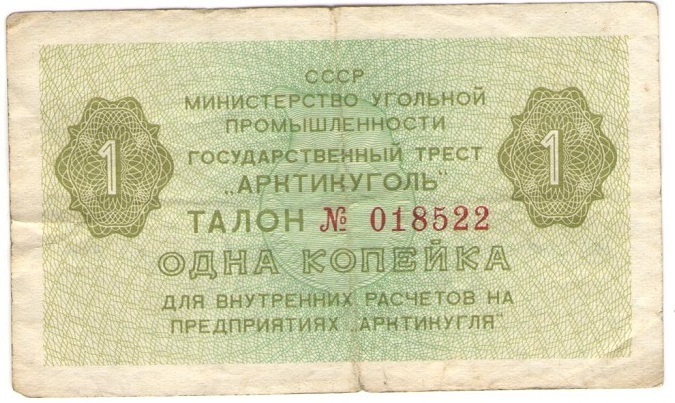 СССР
МИНИСТЕРСТВО УГОЛЬНОЙ
ПРОМЫШЛЕННОСТИ
ГОСУДАРСТВЕННЫЙ ТРЕСТ
1 „АРКТИКУГОЛЬ" 1
ТАЛОН № 018522
ОДНА КОПЕЙКА
ДЛЯ ВНУТРЕННИХ РАСЧЕТОВ НА
ПРЕДПРИЯТИЯХ „АРКТИКУГЛЯ"